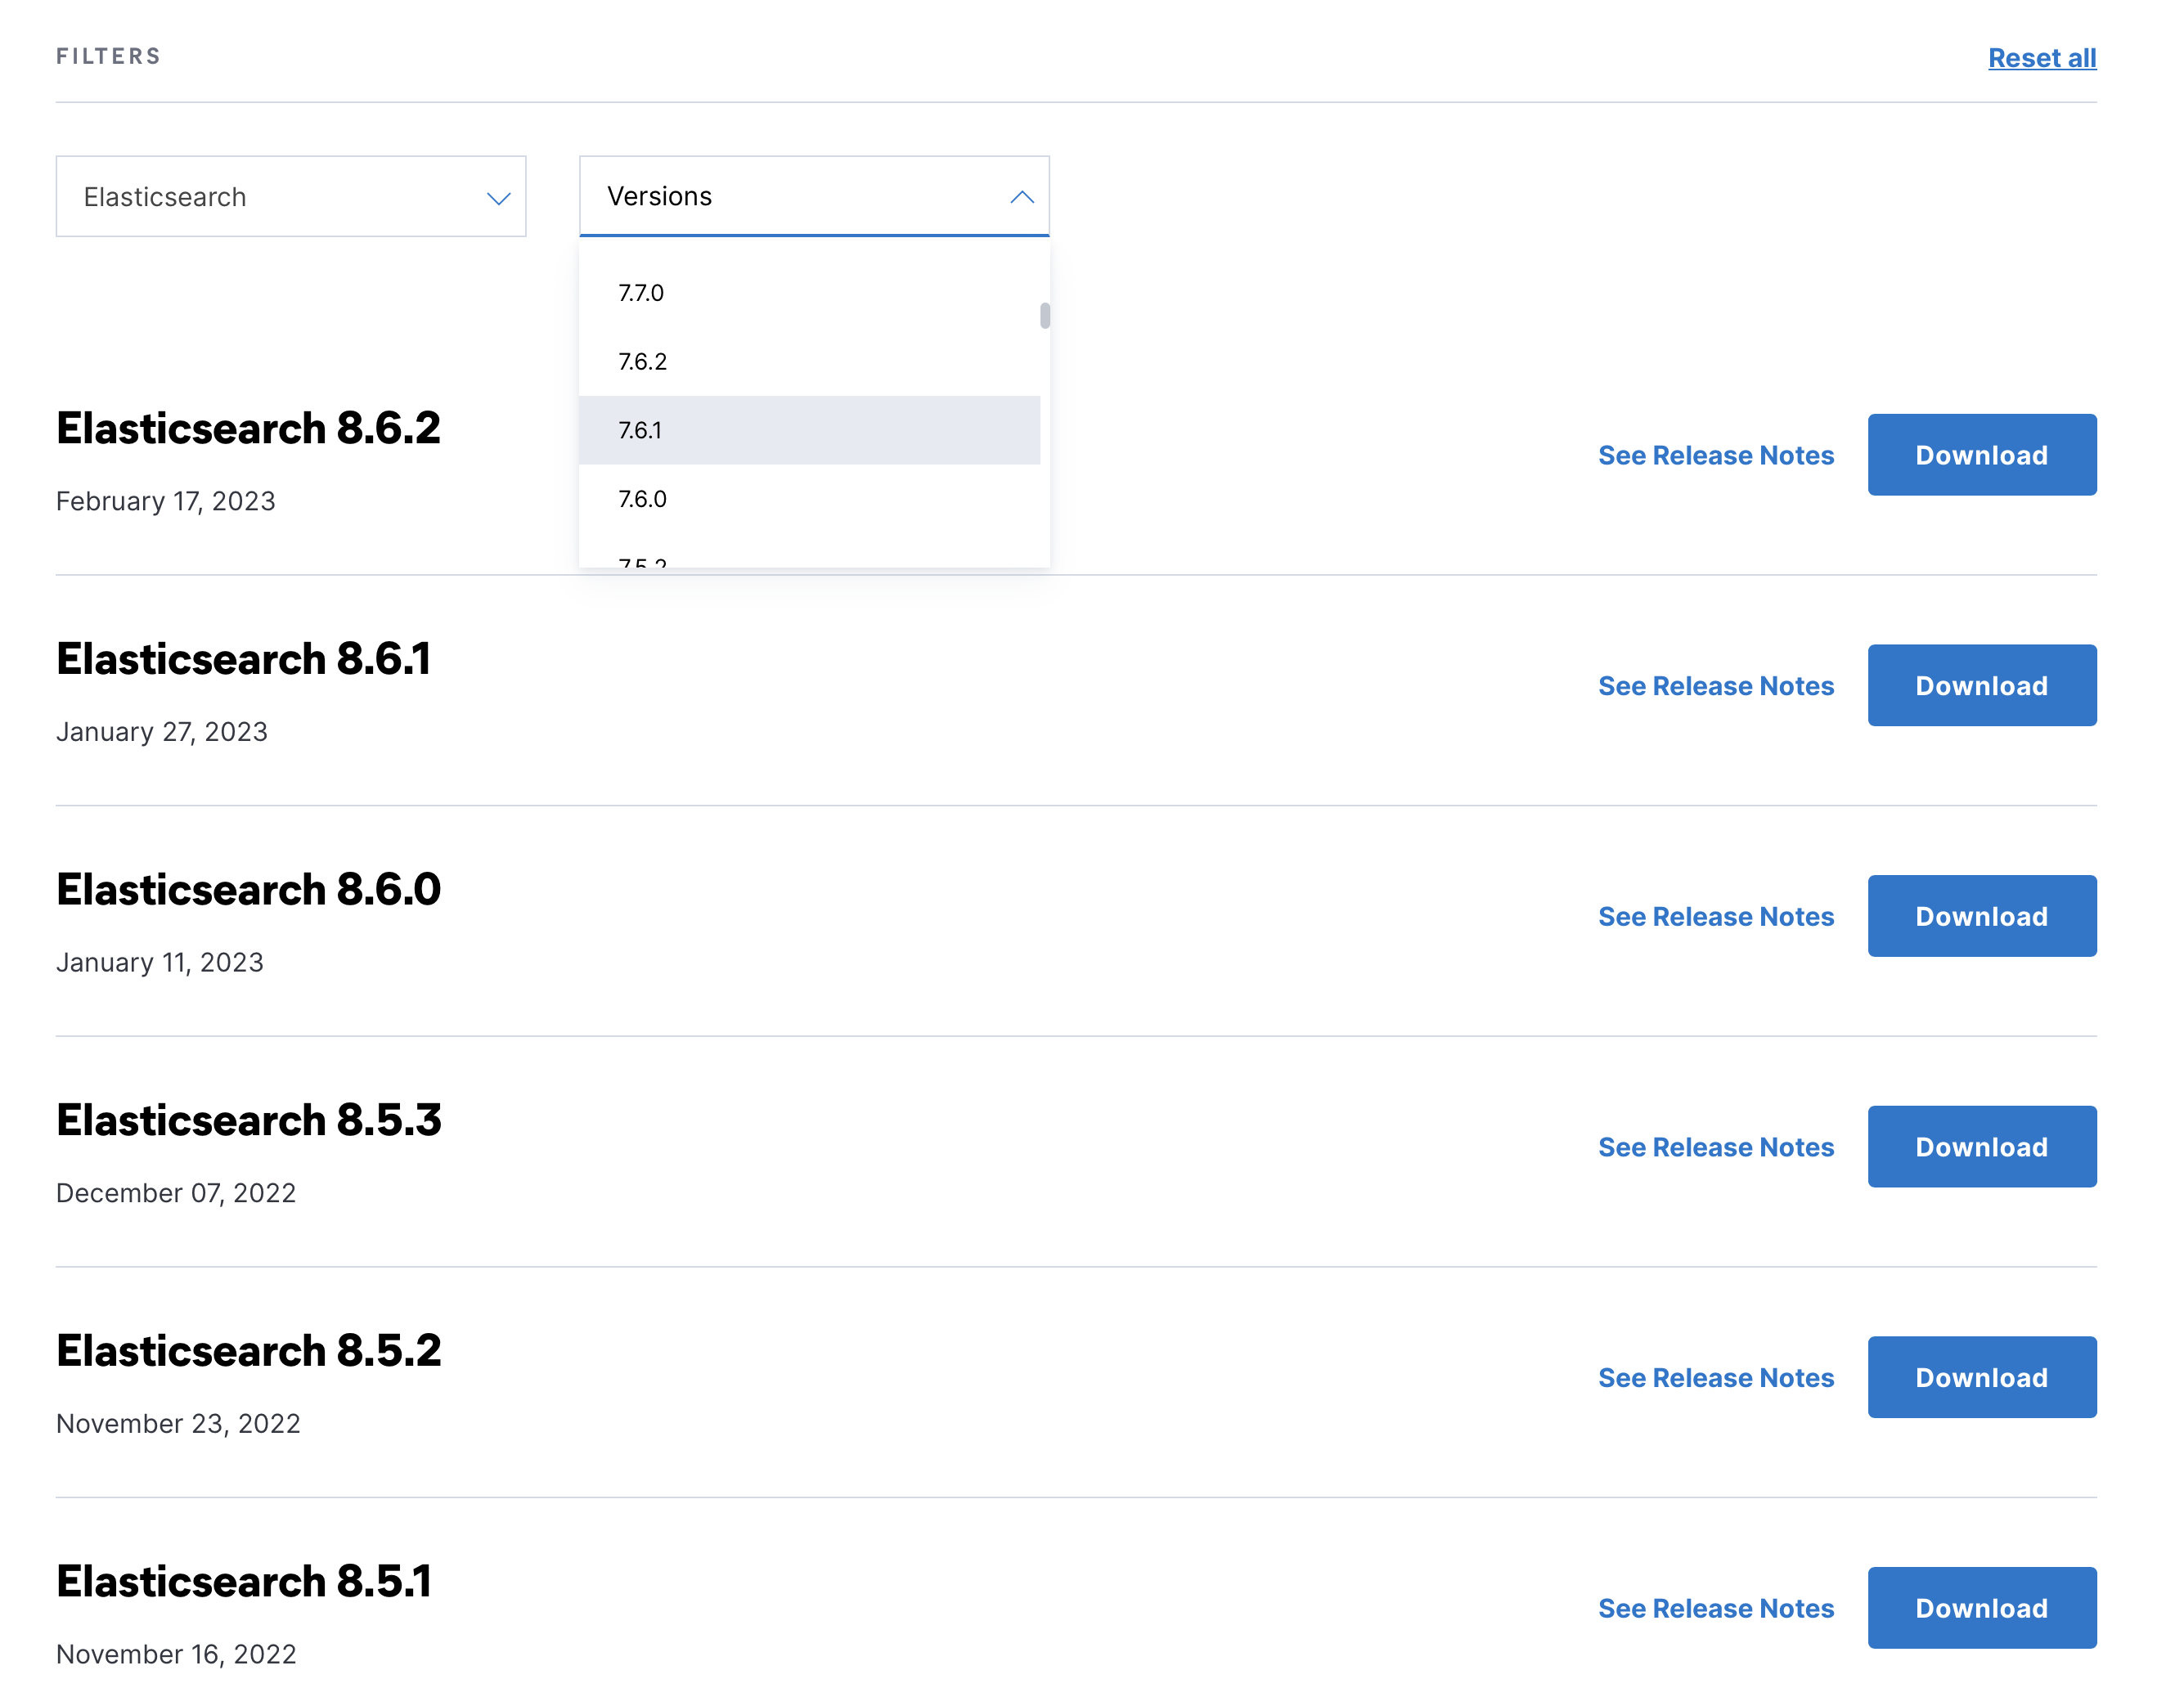 FILTERS
Reset all
Elasticsearch
Versions
7.7.0
7.6.2
7.6.1
7.6.0
7.5.2
Elasticsearch 8.6.2
February 17, 2023
See Release Notes
Download
Elasticsearch 8.6.1
January 27, 2023
See Release Notes
Download
Elasticsearch 8.6.0
January 11, 2023
See Release Notes
Download
Elasticsearch 8.5.3
December 07, 2022
See Release Notes
Download
Elasticsearch 8.5.2
November 23, 2022
See Release Notes
Download
Elasticsearch 8.5.1
November 16, 2022
See Release Notes
Download